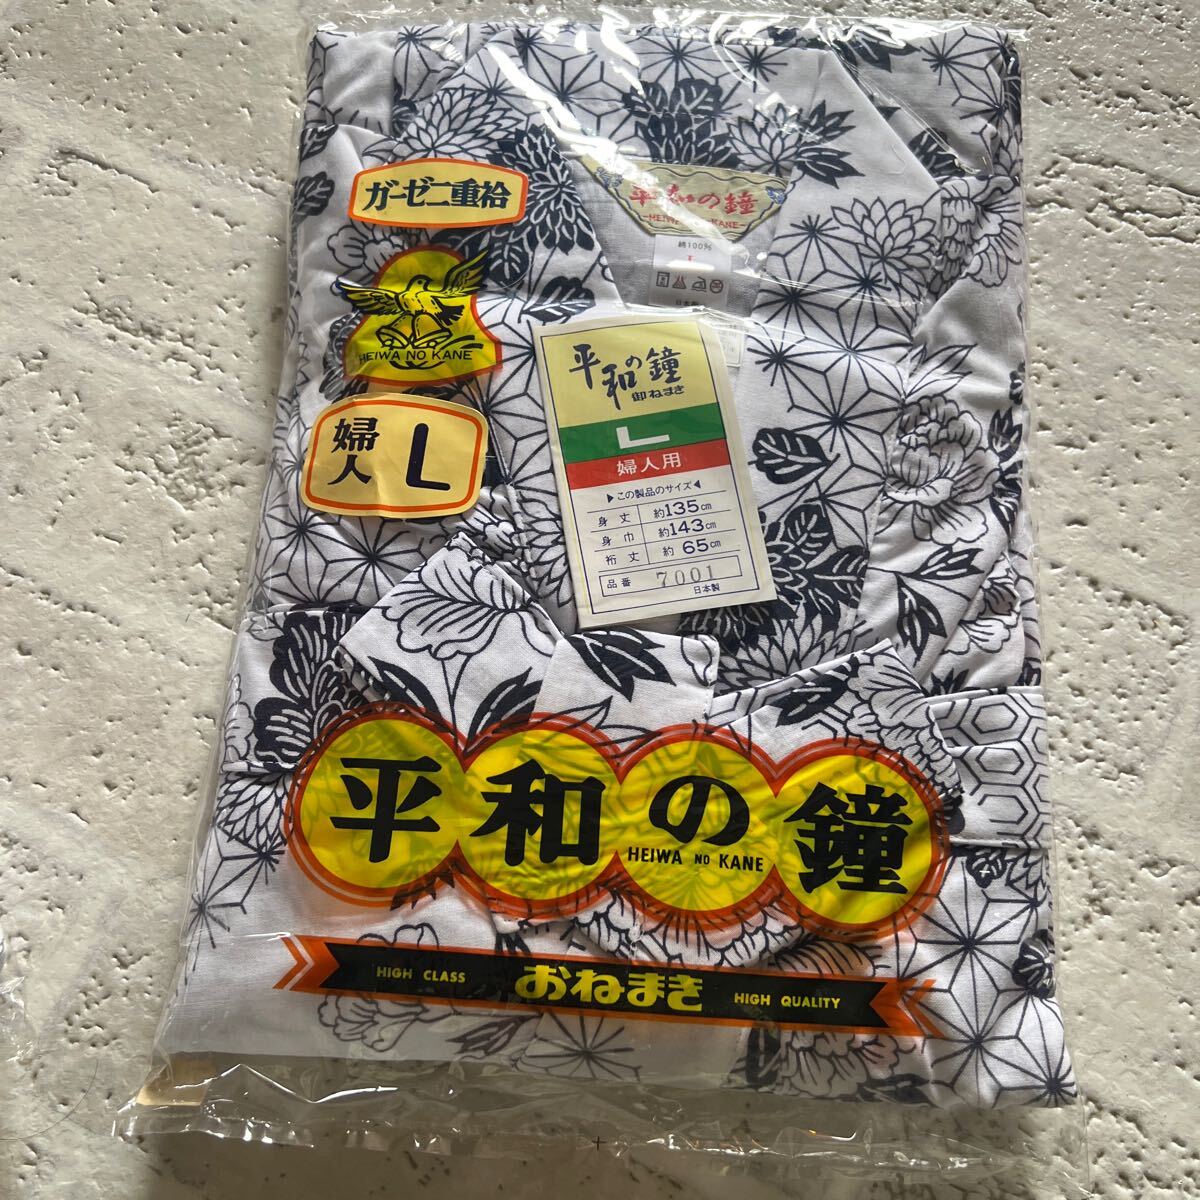 ガーゼ二重袷
HEIWA NO KANE
婦人 L
平和の鐘
HEIWA NO KANE
綿100%
L
日本製
平和の鐘
御ねまき
L
婦人用
▶この製品のサイズ◀
身丈 約135cm
身巾 約143cm
裄丈 約65cm
品番 7001
日本製
平和の鐘
HEIWA NO KANE
HIGH CLASS おねまき HIGH QUALITY